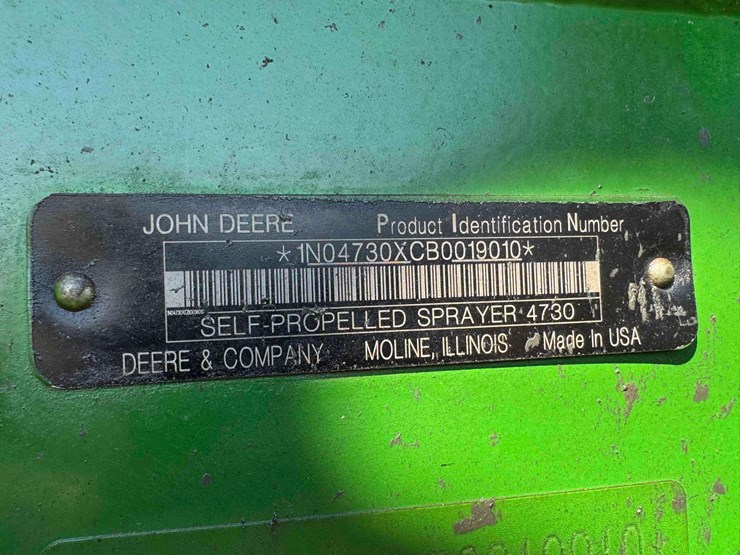 JOHN DEERE Product Identification Number
*1N04730XCB0019010*
SELF-PROPELLED SPRAYER 4730
DEERE & COMPANY MOLINE, ILLINOIS Made In USA